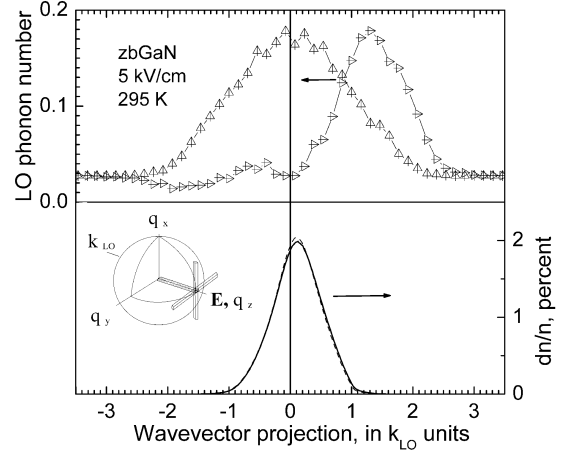 0.2
0.1
0.0
LO phonon number
zbGaN
5 kV/cm
295 K
q x
k LO
q y
E, q z
2
1
0
dn/n, percent
-3 -2 -1 0 1 2 3
Wavevector projection, in kLO units